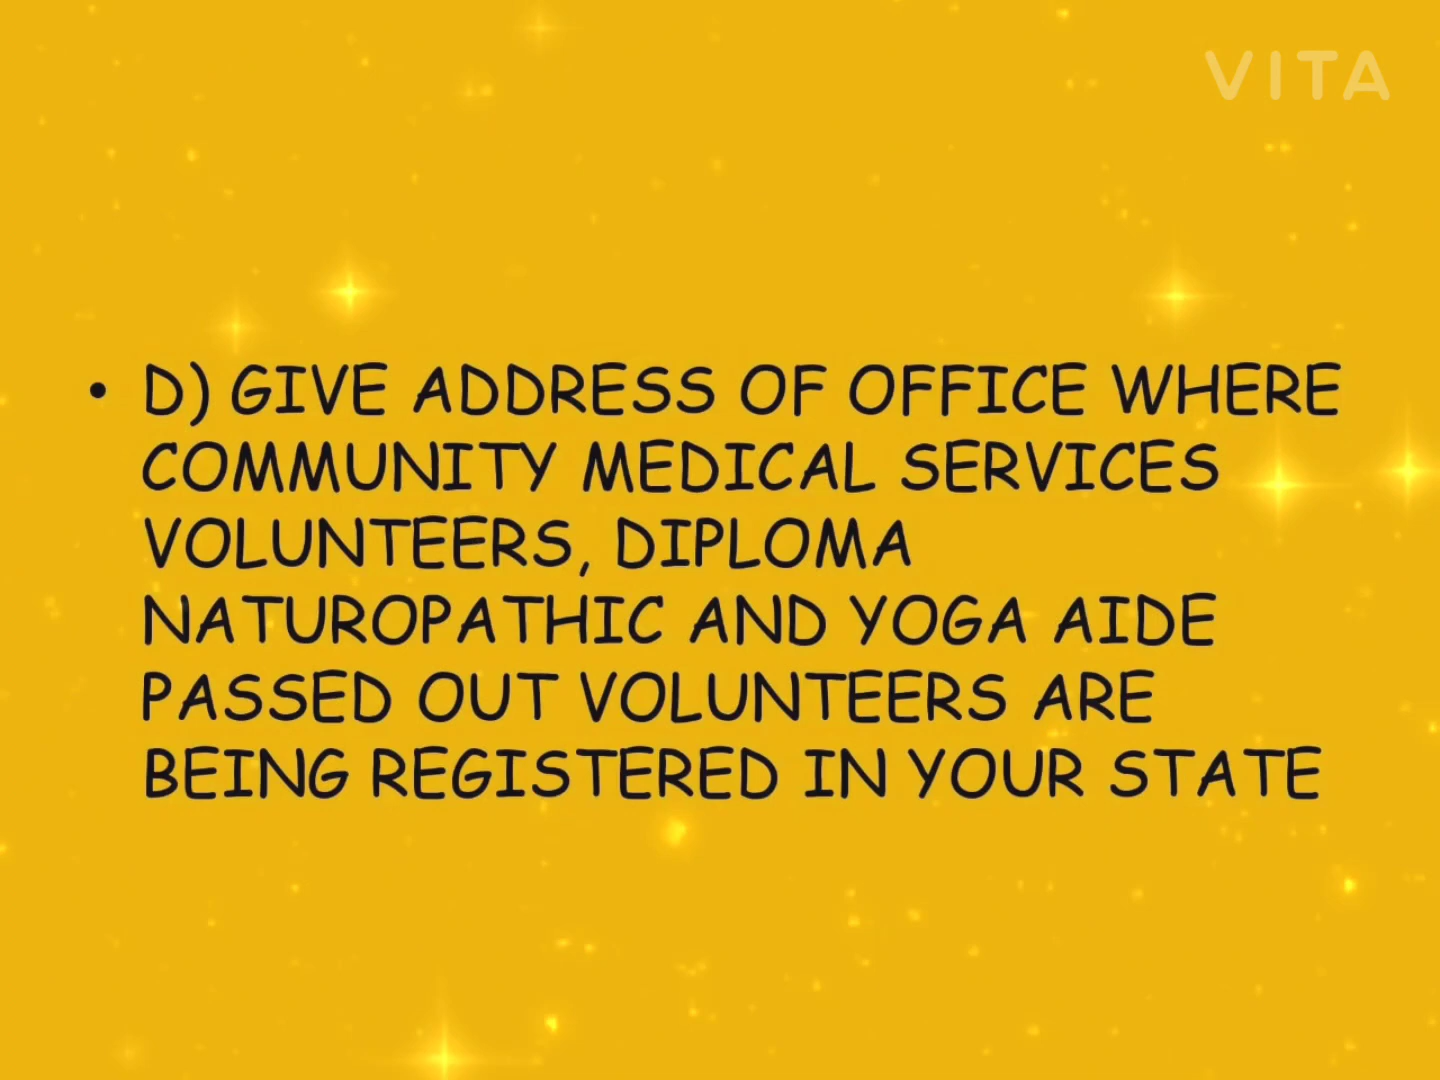 VITA
• D) GIVE ADDRESS OF OFFICE WHERE
COMMUNITY MEDICAL SERVICES
VOLUNTEERS, DIPLOMA
NATUROPATHIC AND YOGA AIDE
PASSED OUT VOLUNTEERS ARE
BEING REGISTERED IN YOUR STATE